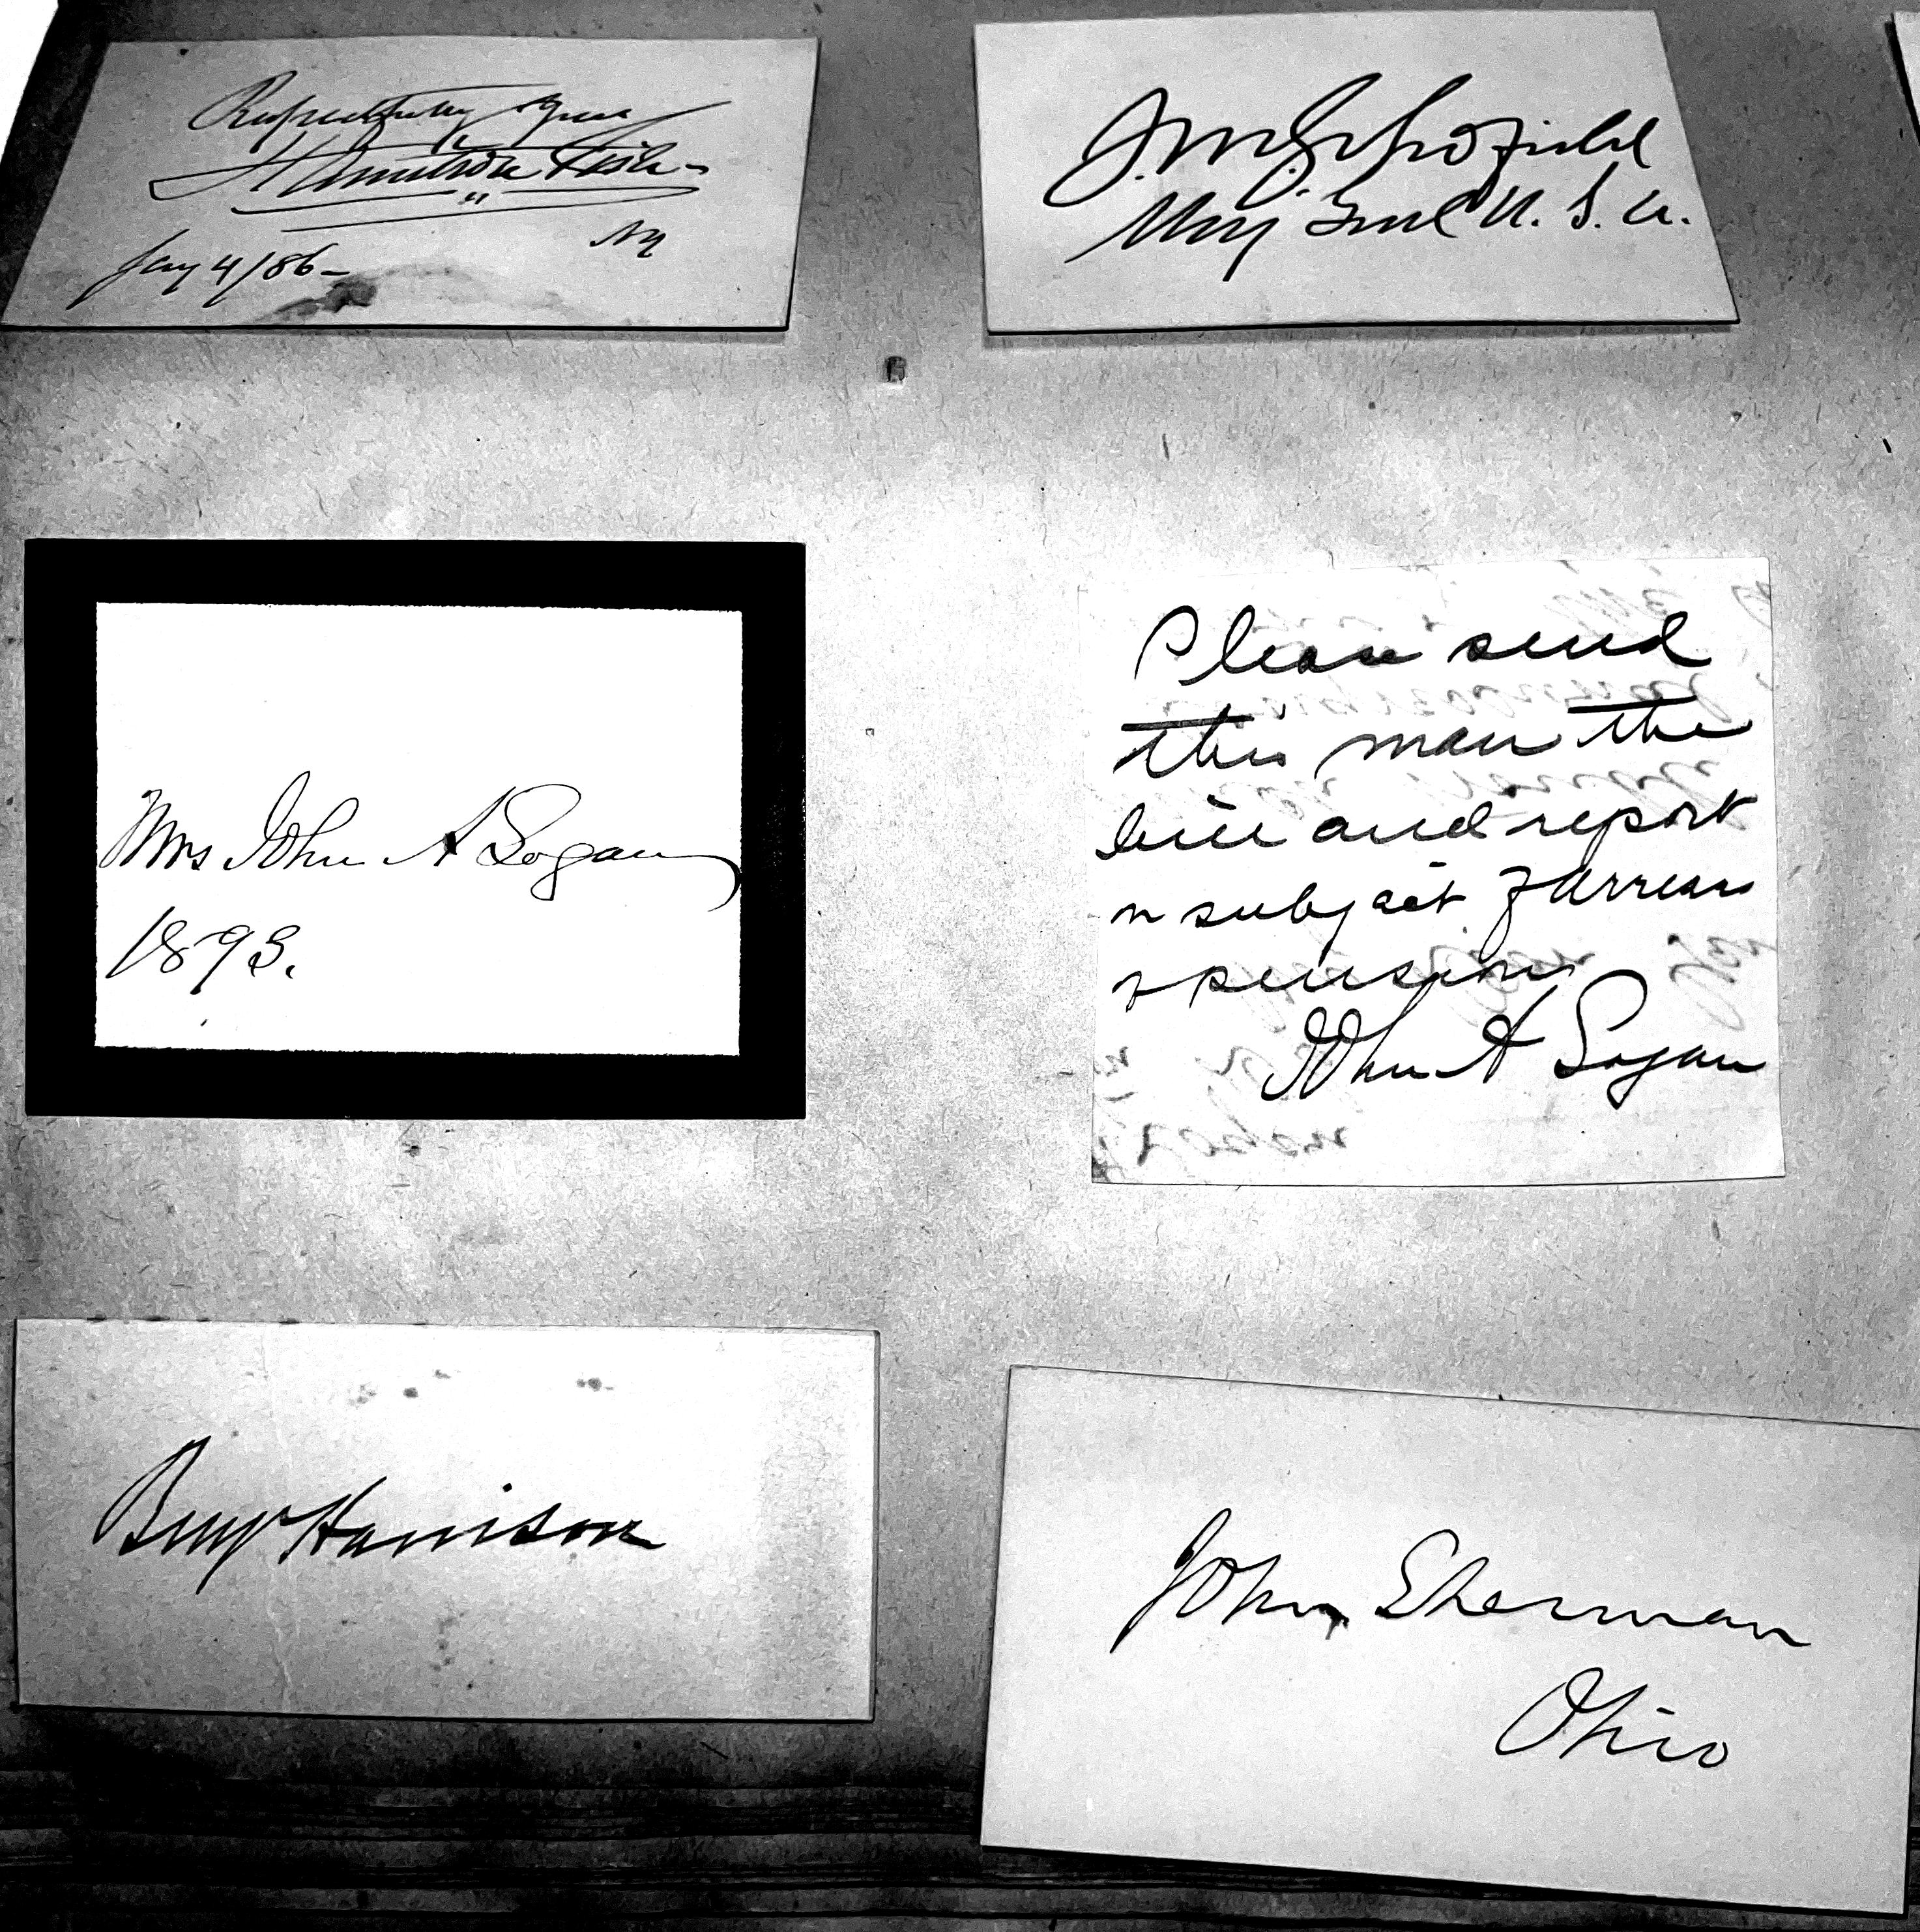 Respectfully Yours
Hamilton Fish
NY
Jany 4/86-
J. M. Schofield
Maj Genl U. S. A.
Mrs John A Logan
1893.
Please send
this man the
bill and report
on subject of Arrears
of pensions
John A Logan
Benj Harrison
John Sherman
Ohio